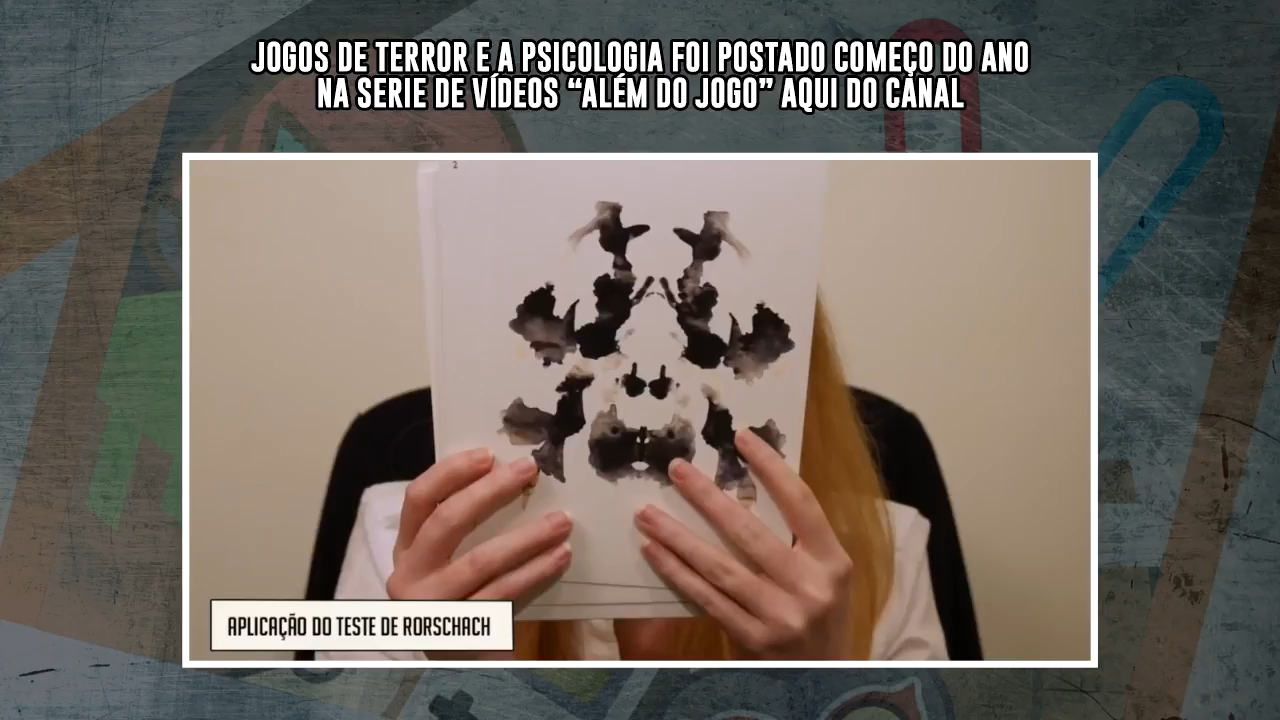 JOGOS DE TERROR E A PSICOLOGIA FOI POSTADO COMEÇO DO ANO
NA SERIE DE VÍDEOS “ALÉM DO JOGO” AQUI DO CANAL
2
APLICAÇÃO DO TESTE DE RORSCHACH